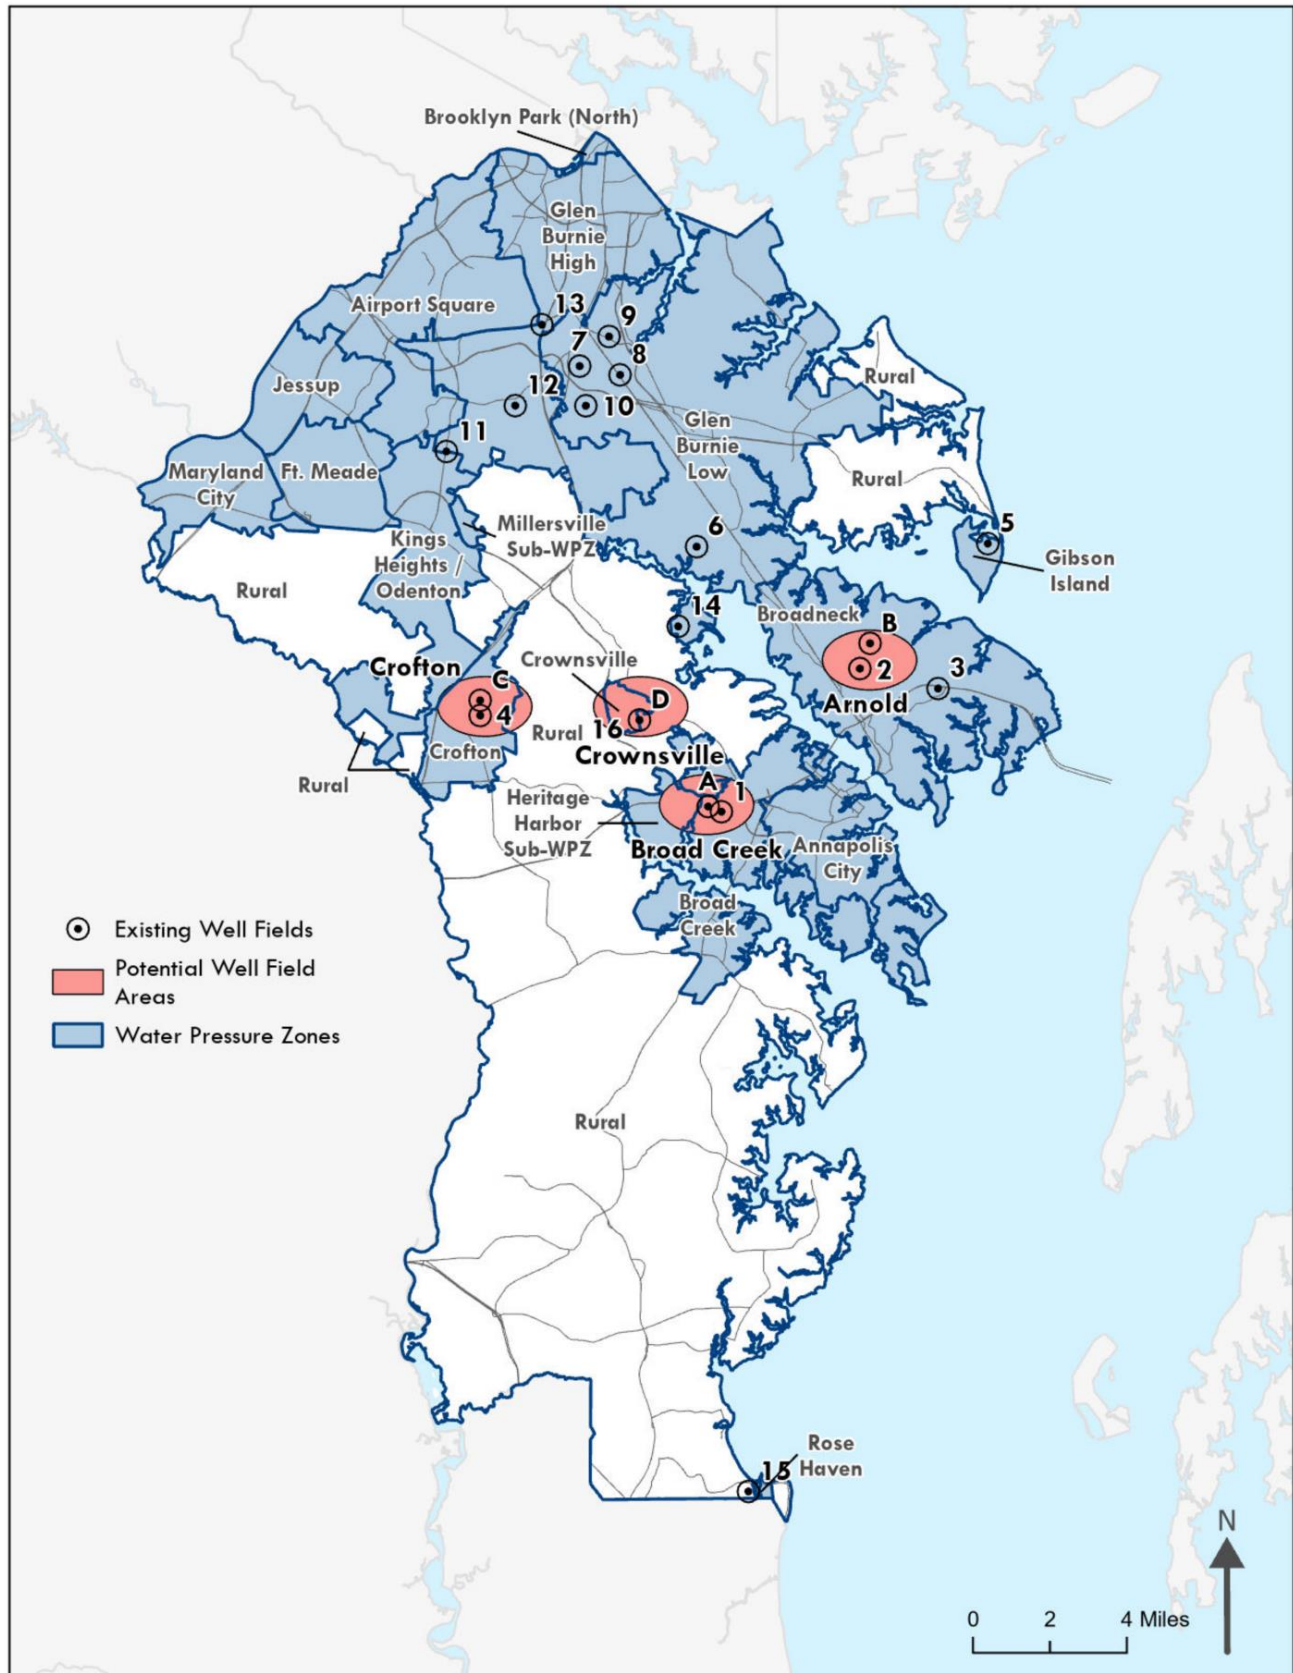 Brooklyn Park (North)
Glen
Burnie
High
Airport Square
13
9
7
8
Jessup
12
10
Rural
Glen
Burnie
Low
11
Maryland
City
Ft. Meade
Rural
Millersville
Sub-WPZ
6
5
Kings
Heights /
Odenton
Gibson
Island
Rural
14
Broadneck
B
Crownsville
Crofton
2
3
C
D
Arnold
4
16
Rural
Crofton
Crownsville
Rural
A
1
Heritage
Harbor
Sub-WPZ
Broad Creek
Annapolis
City
Broad
Creek
Existing Well Fields
Potential Well Field
Areas
Water Pressure Zones
Rural
Rose
Haven
15
N
0 2 4 Miles